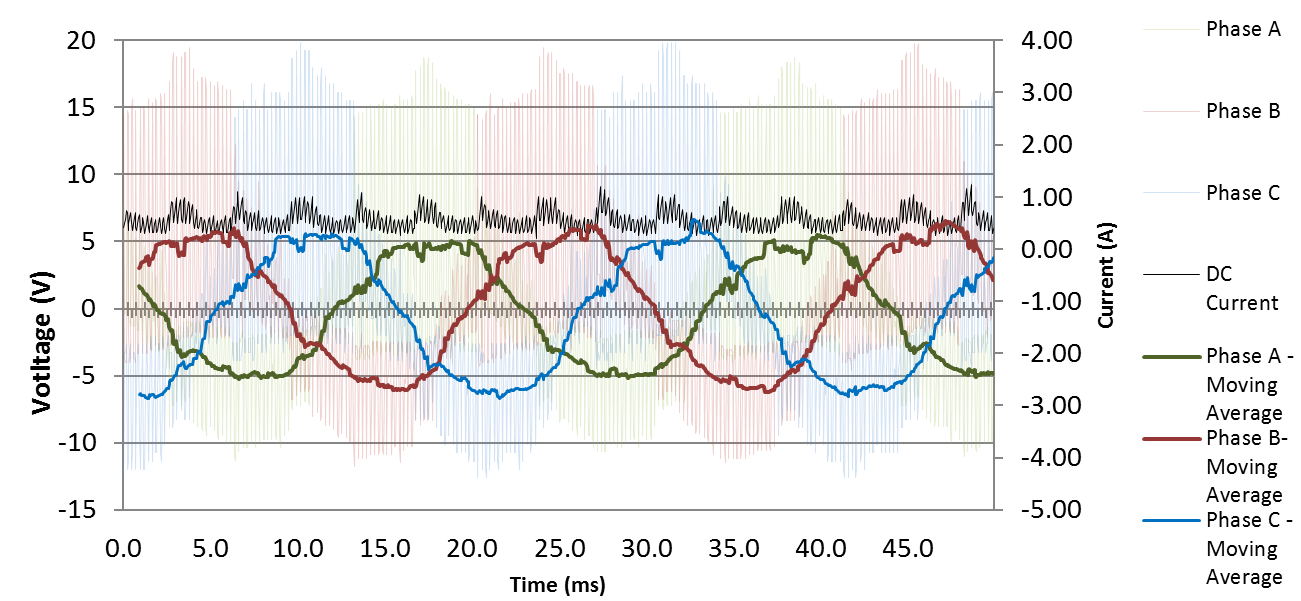 20
15
10
5
0
-5
-10
-15
Vothtage (V)
4.00
3.00
2.00
1.00
0.00
-1.00
-2.00
-3.00
-4.00
-5.00
Current (A)
0.0 5.0 10.0 15.0 20.0 25.0 30.0 35.0 40.0 45.0
Time (ms)
Phase A
Phase B
Phase C
DC
Current
Phase A -
Moving
Average
Phase B-
Moving
Average
Phase C -
Moving
Average